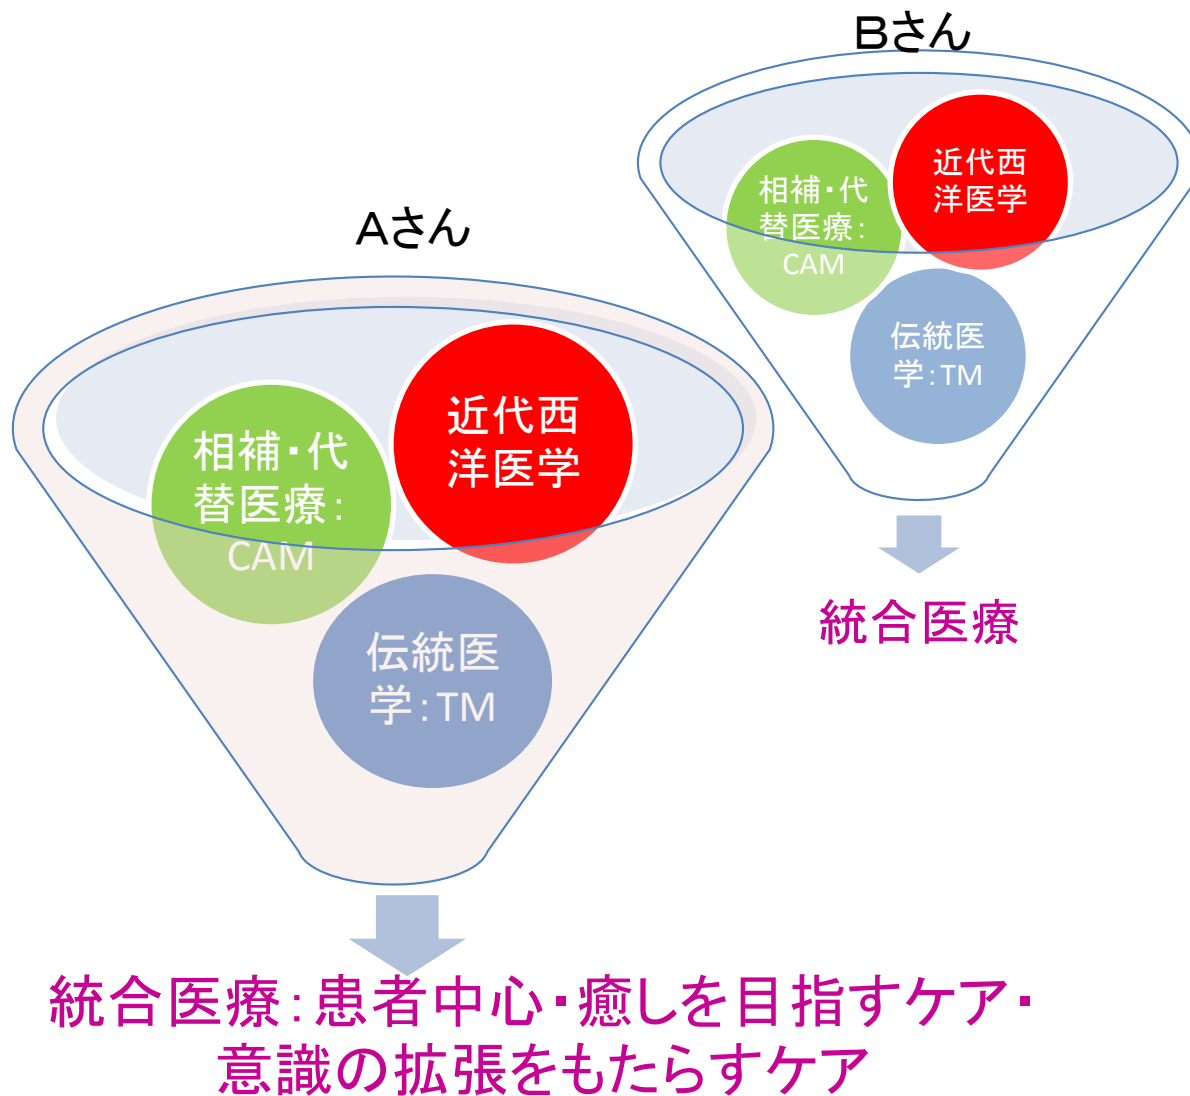 Bさん
近代西
洋医学
相補・代
替医療:
CAM
伝統医
学:TM
統合医療
Aさん
近代西
洋医学
相補・代
替医療:
CAM
伝統医
学:TM
統合医療:患者中心・癒しを目指すケア・
意識の拡張をもたらすケア